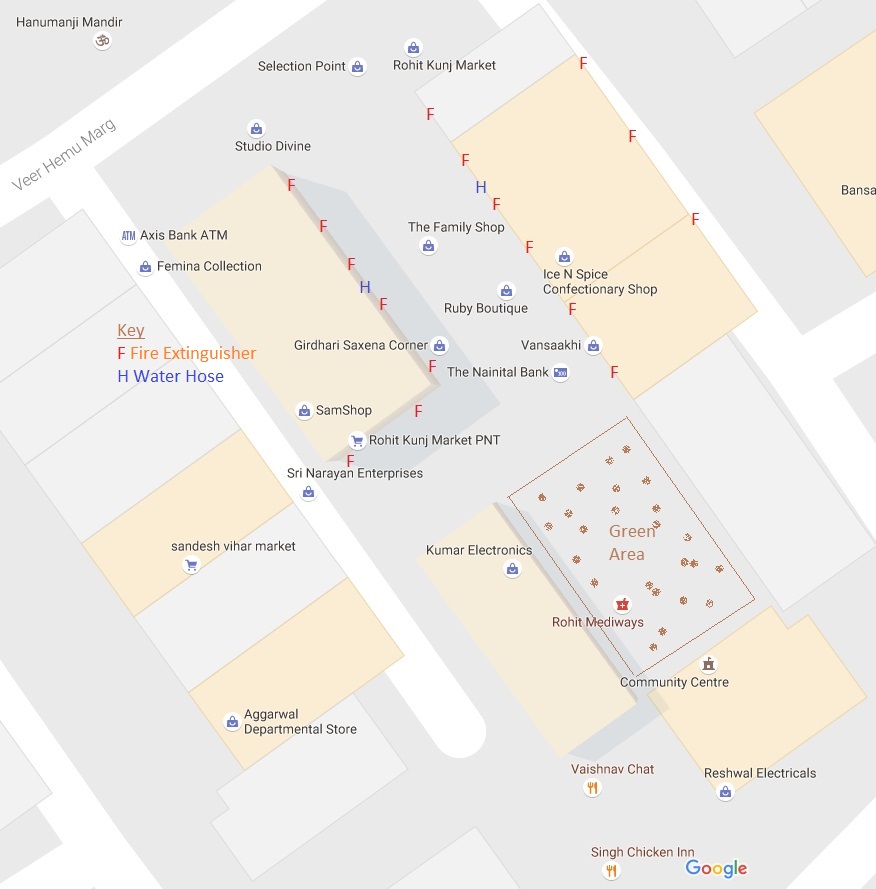 Hanumanji Mandir
Selection Point
Rohit Kunj Market
F
F
Veer Hemu Marg
Studio Divine
F
F
F
H
F
F
Bansa
F
Axis Bank ATM
ATM
The Family Shop
F
Femina Collection
F
H
Ice N Spice
Confectionary Shop
F
Ruby Boutique
F
Key
F Fire Extinguisher
H Water Hose
Girdhari Saxena Corner
Vansaakhi
F
The Nainital Bank
F
SamShop
F
Rohit Kunj Market PNT
F
Sri Narayan Enterprises
Green
Area
sandesh vihar market
Kumar Electronics
Rohit Mediways
Community Centre
Aggarwal
Departmental Store
Vaishnav Chat
Reshwal Electricals
Singh Chicken Inn
Google